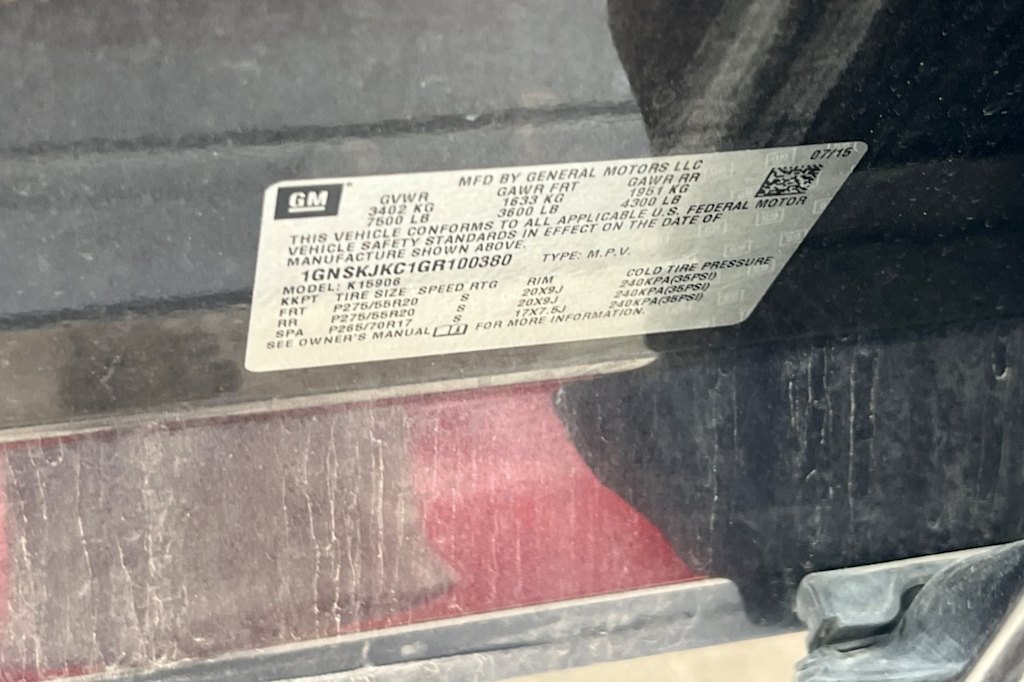 07/15
MFD BY GENERAL MOTORS LLC
GM GVWR GAWR FRT GAWR RR
3402 KG 1633 KG 1951 KG
7500 LB 3600 LB 4300 LB
THIS VEHICLE CONFORMS TO ALL APPLICABLE U.S. FEDERAL MOTOR
VEHICLE SAFETY STANDARDS IN EFFECT ON THE DATE OF
MANUFACTURE SHOWN ABOVE.
1GNSKJKC1GR100380 TYPE: M.P.V.
MODEL: K15906
KKPT TIRE SIZE SPEED RTG RIM COLD TIRE PRESSURE
FRT P275/55R20 S 20X9J 240KPA(35PSI)
RR P275/55R20 S 20X9J 240KPA(35PSI)
SPA P265/70R17 S 17X7.5J 240KPA(35PSI)
SEE OWNER'S MANUAL FOR MORE INFORMATION.